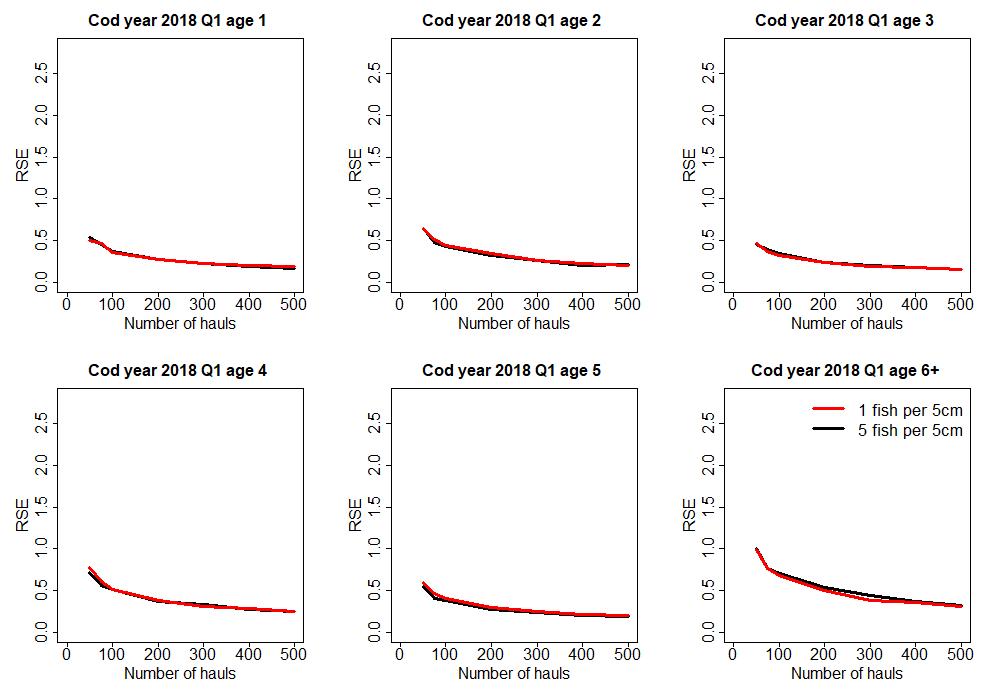 Cod year 2018 Q1 age 1
RSE
0.0 0.5 1.0 1.5 2.0 2.5
0 100 200 300 400 500
Number of hauls
Cod year 2018 Q1 age 2
RSE
0.0 0.5 1.0 1.5 2.0 2.5
0 100 200 300 400 500
Number of hauls
Cod year 2018 Q1 age 3
RSE
0.0 0.5 1.0 1.5 2.0 2.5
0 100 200 300 400 500
Number of hauls
Cod year 2018 Q1 age 4
RSE
0.0 0.5 1.0 1.5 2.0 2.5
0 100 200 300 400 500
Number of hauls
Cod year 2018 Q1 age 5
RSE
0.0 0.5 1.0 1.5 2.0 2.5
0 100 200 300 400 500
Number of hauls
Cod year 2018 Q1 age 6+
1 fish per 5cm
5 fish per 5cm
RSE
0.0 0.5 1.0 1.5 2.0 2.5
0 100 200 300 400 500
Number of hauls